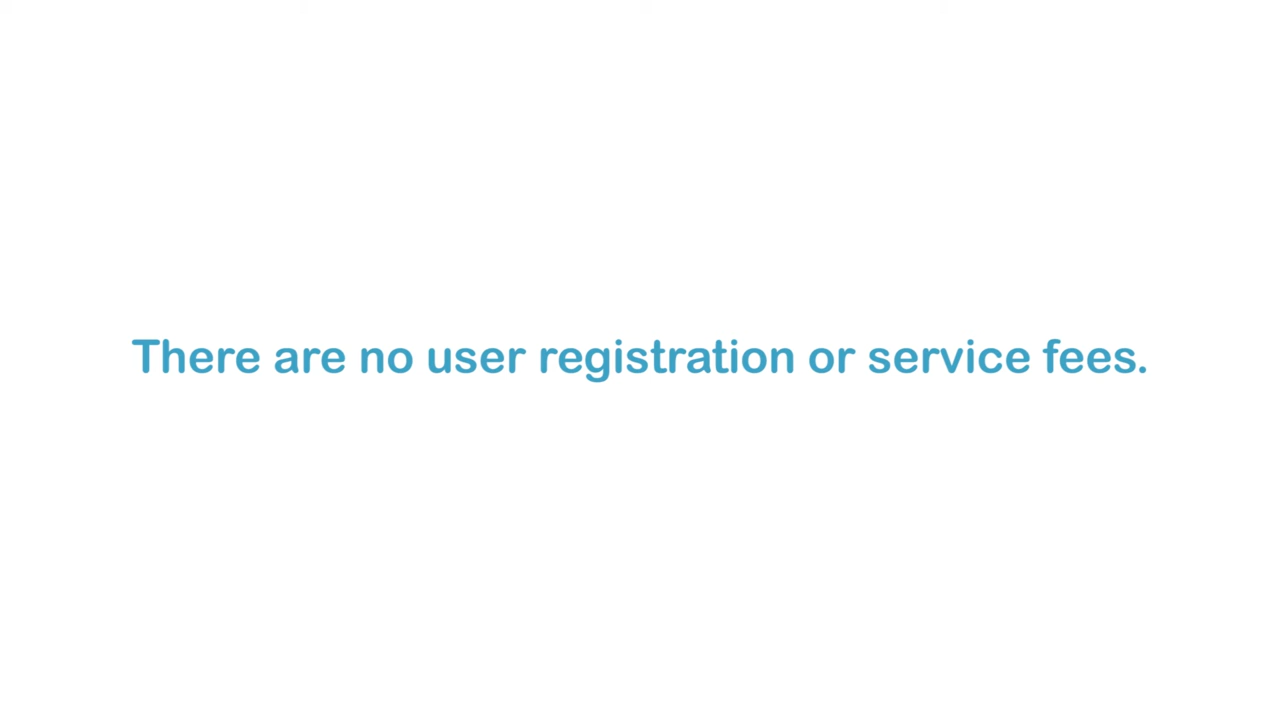 There are no user registration or service fees.